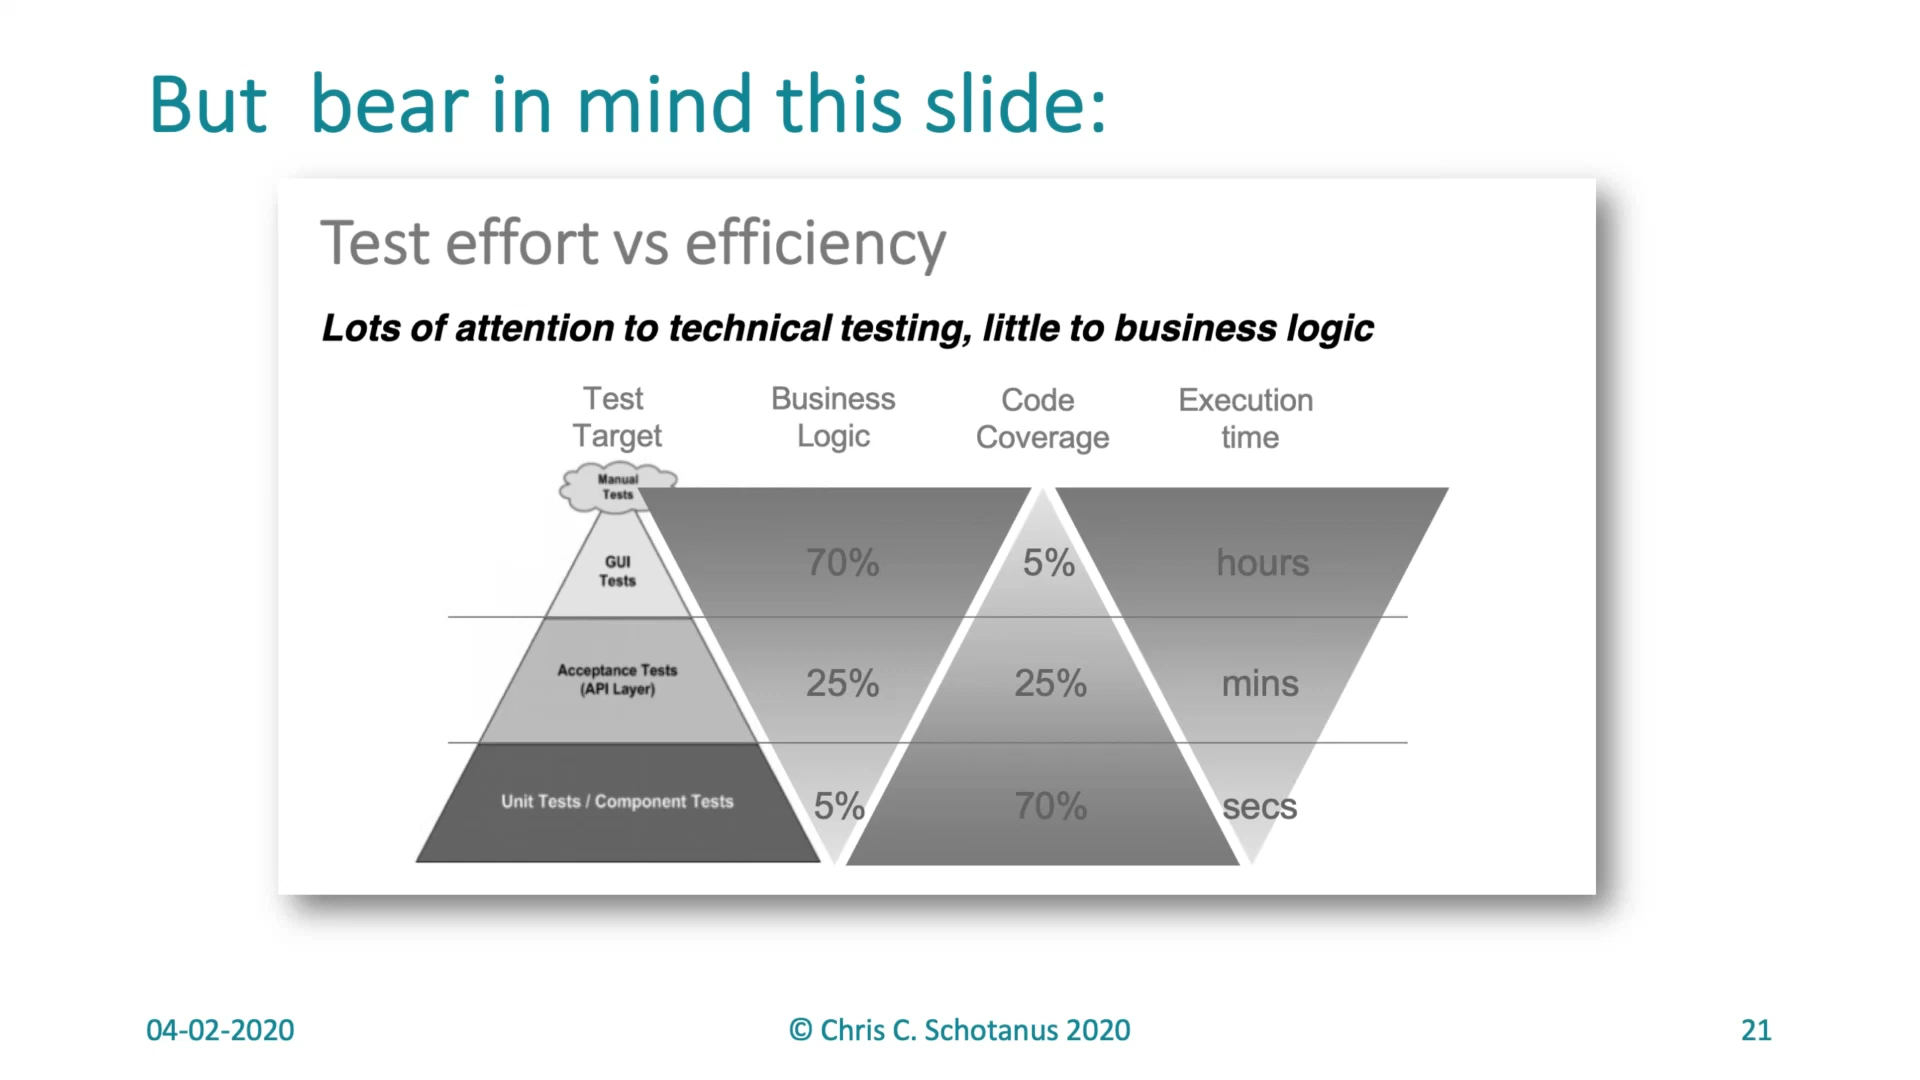 But  bear in mind this slide:
Test effort vs efficiency
Lots of attention to technical testing, little to business logic
Test
Target
Business
Logic
Code
Coverage
Execution
time
Manual
Tests
GUI
Tests
70%
5%
hours
Acceptance Tests
(API Layer)
25%
25%
mins
Unit Tests / Component Tests
5%
70%
secs
04-02-2020
© Chris C. Schotanus 2020
21